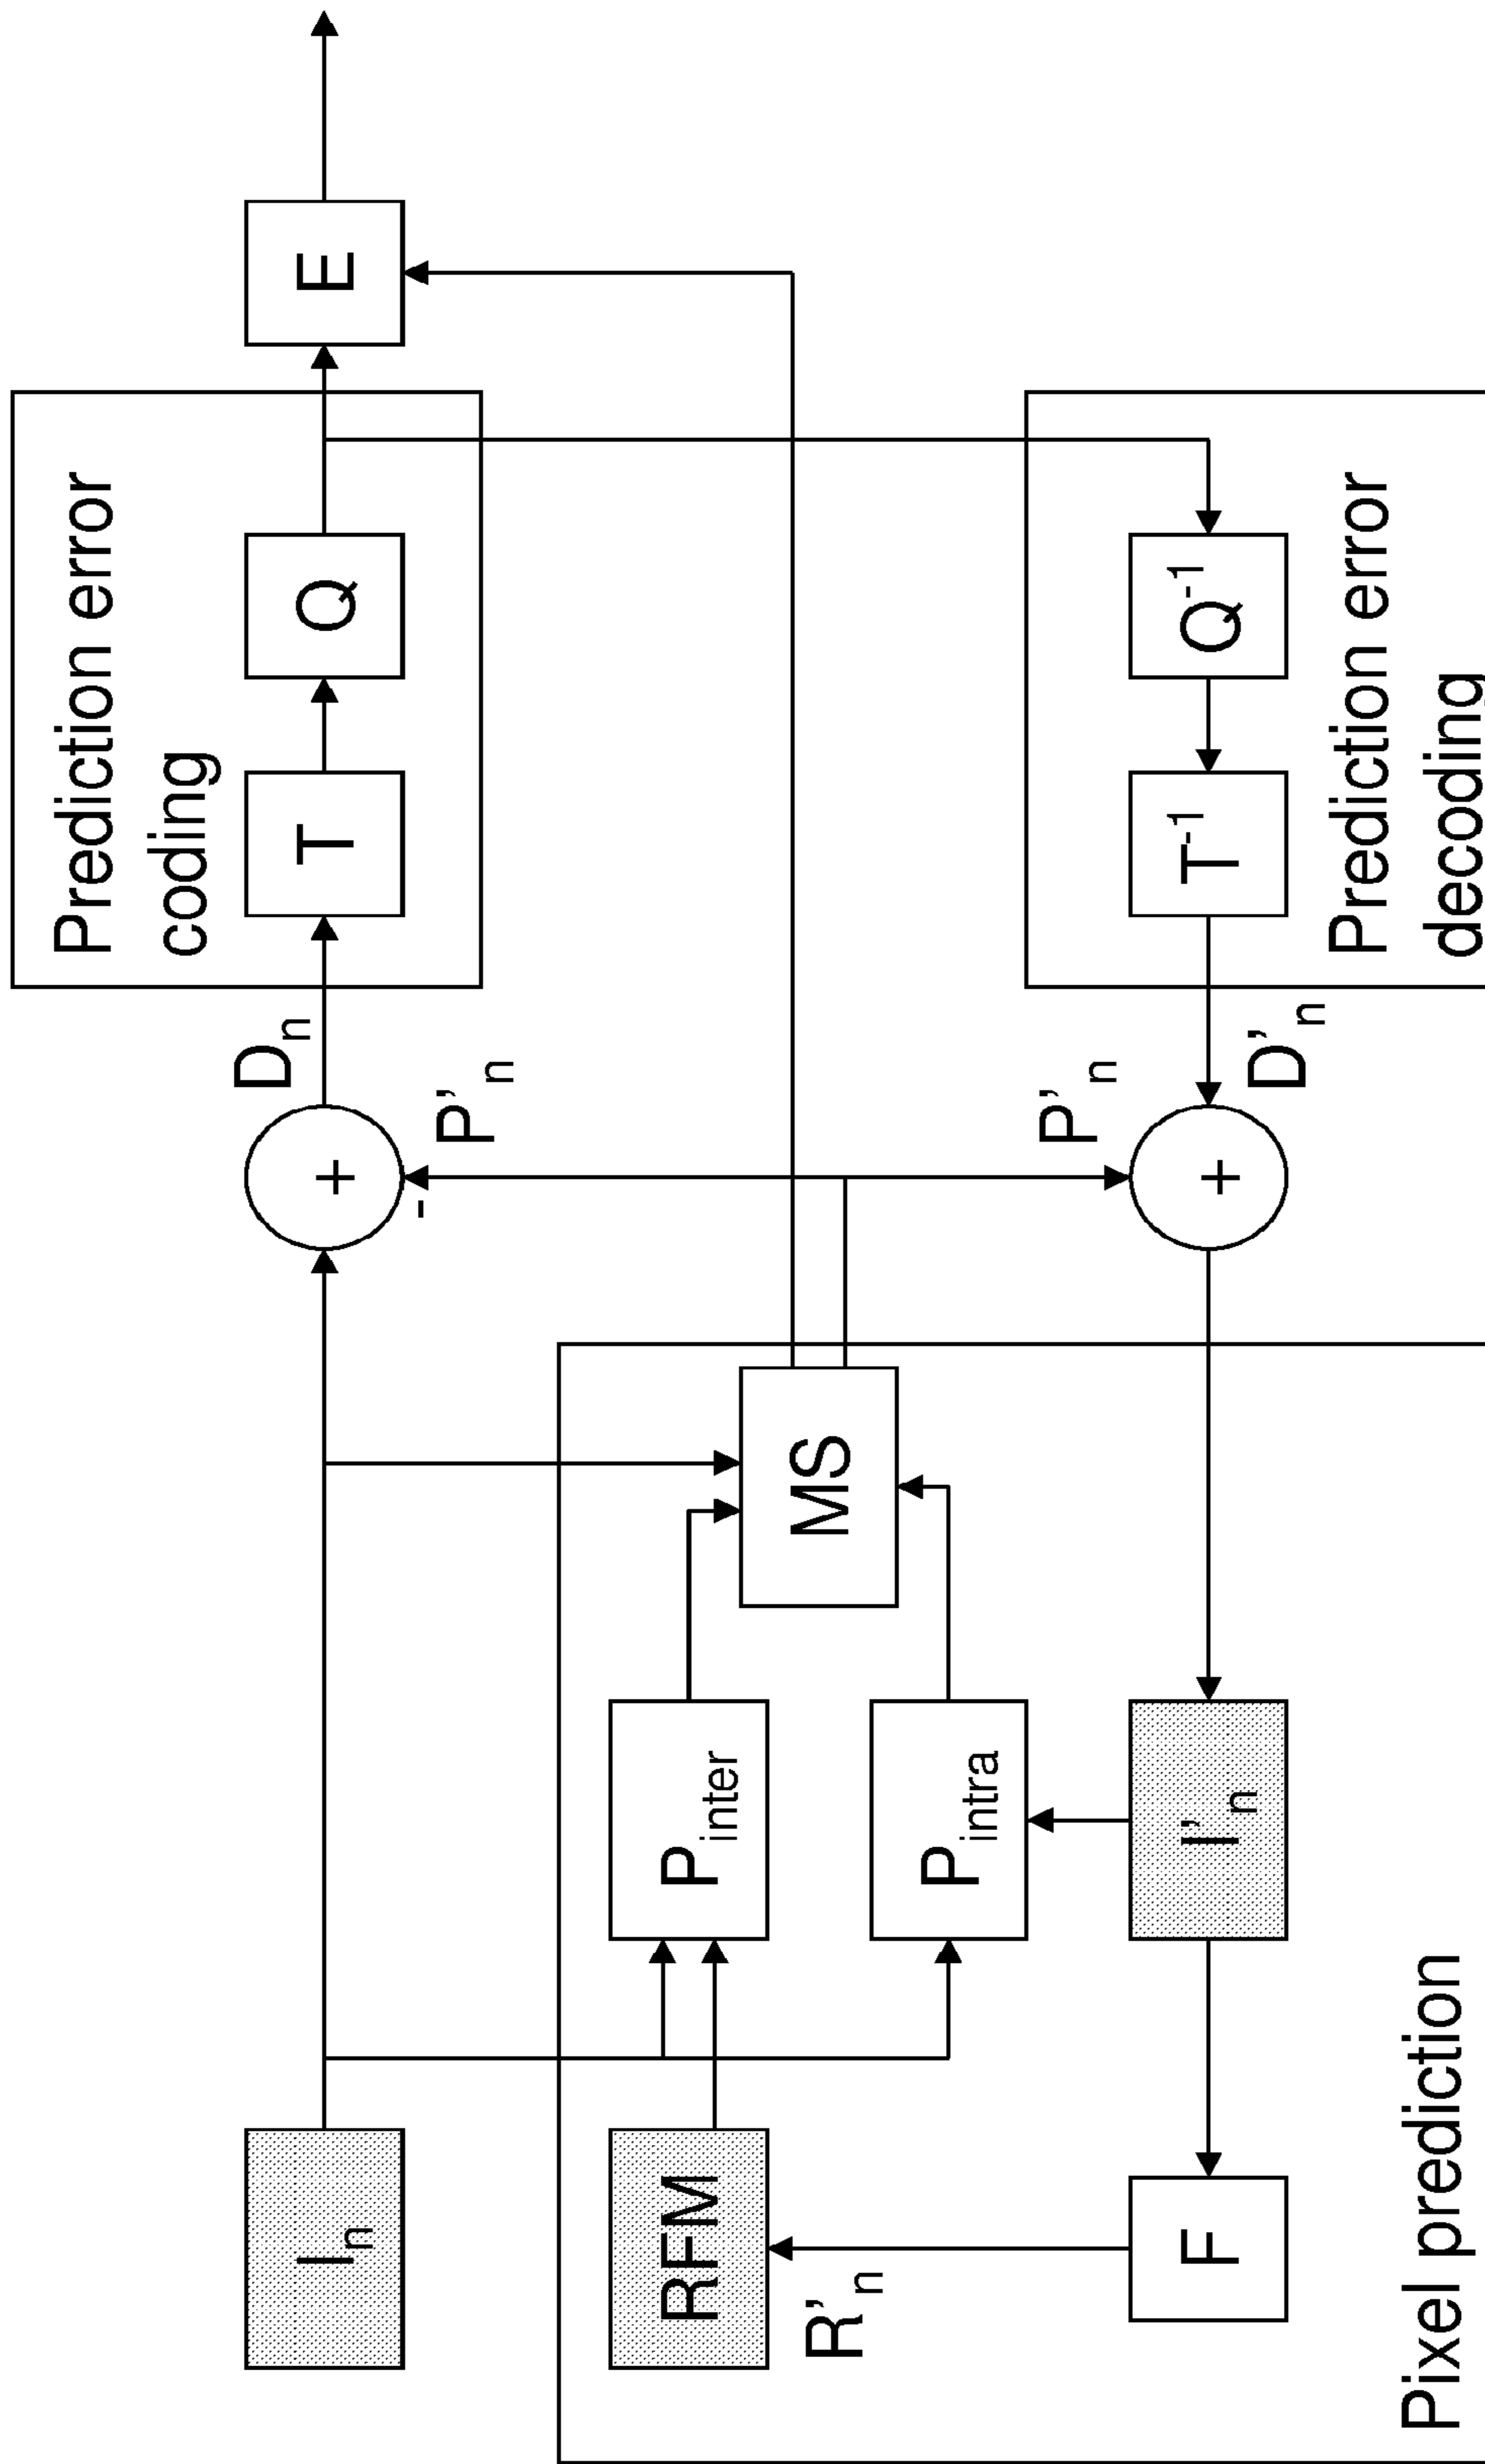 Prediction error
coding
In
+
-
Dn
T
Q
E
P’n
RFM
Pinter
MS
R’n
Pintra
P’n
F
I’n
+
D’n
T-1
Q-1
Prediction error
decoding
Pixel prediction